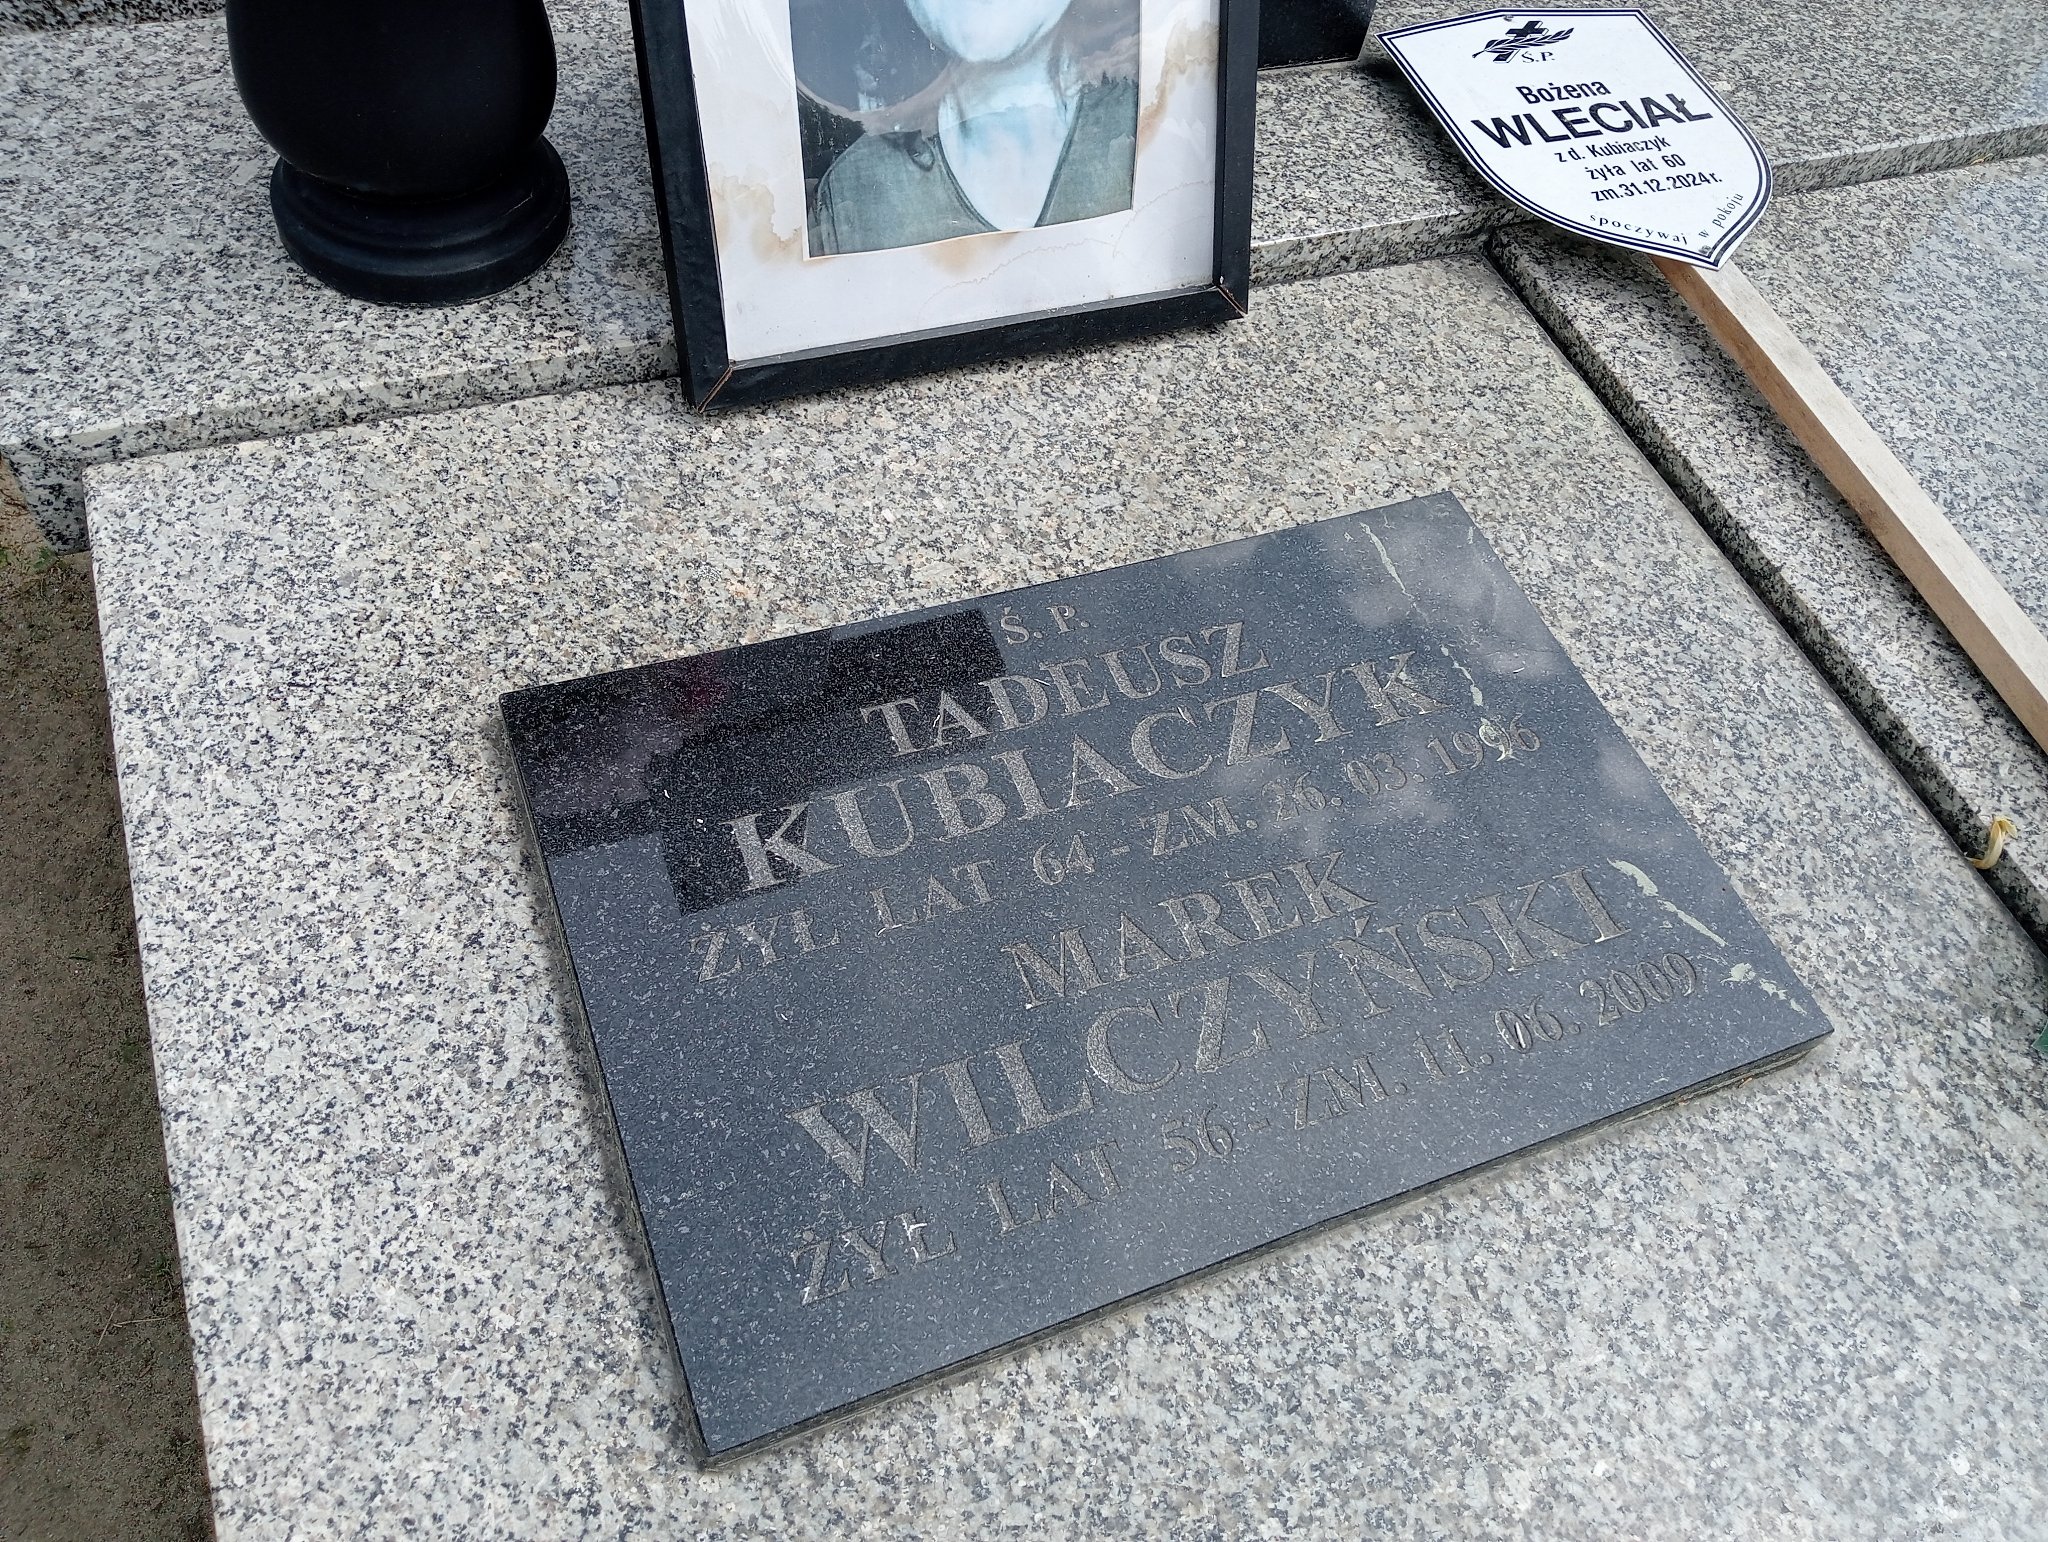 Ś.P.
Bożena
WLECIAŁ
z d. Kubiaczyk
żyła lat 60
zm.31.12.2024r.
spoczywaj w pokoju
Ś. P.
TADEUSZ
KUBIACZYK
ŻYŁ LAT 64 - ZM. 26. 03. 1996
MAREK
WILCZYŃSKI
ŻYŁ LAT 56 - ZM. 11. 06. 2009